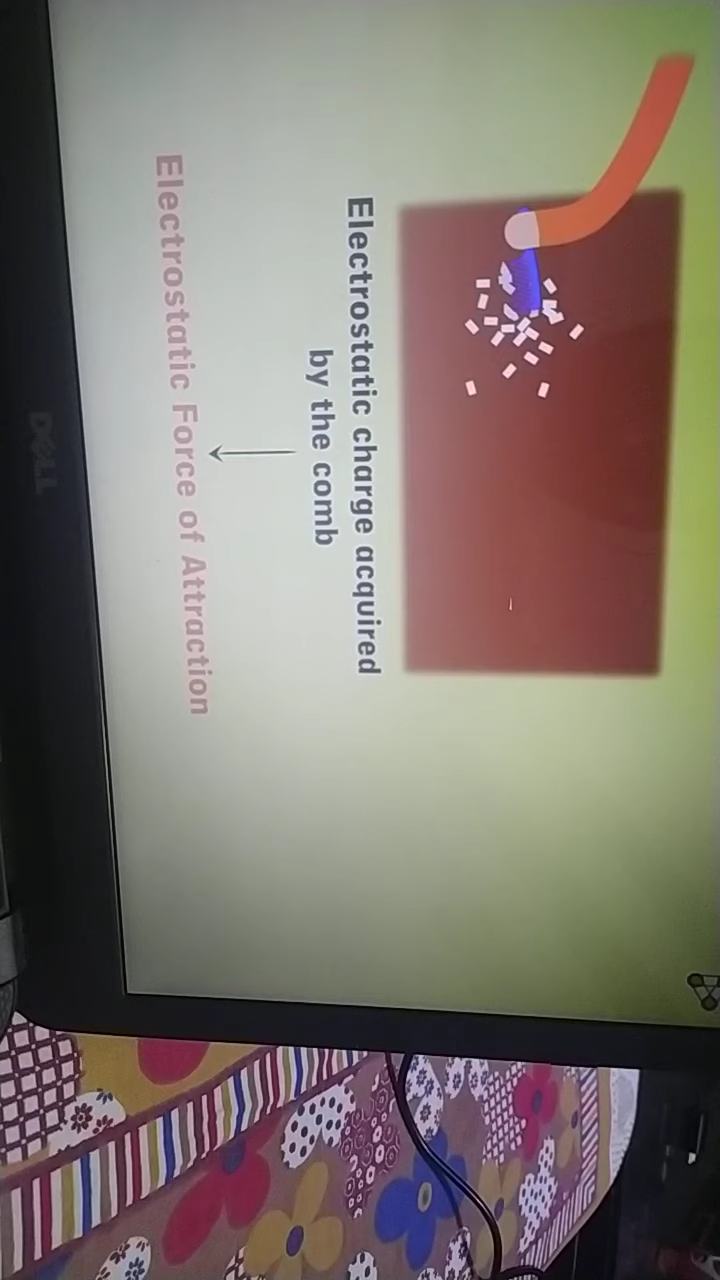 Electrostatic charge acquired
by the comb
Electrostatic Force of Attraction
DELL